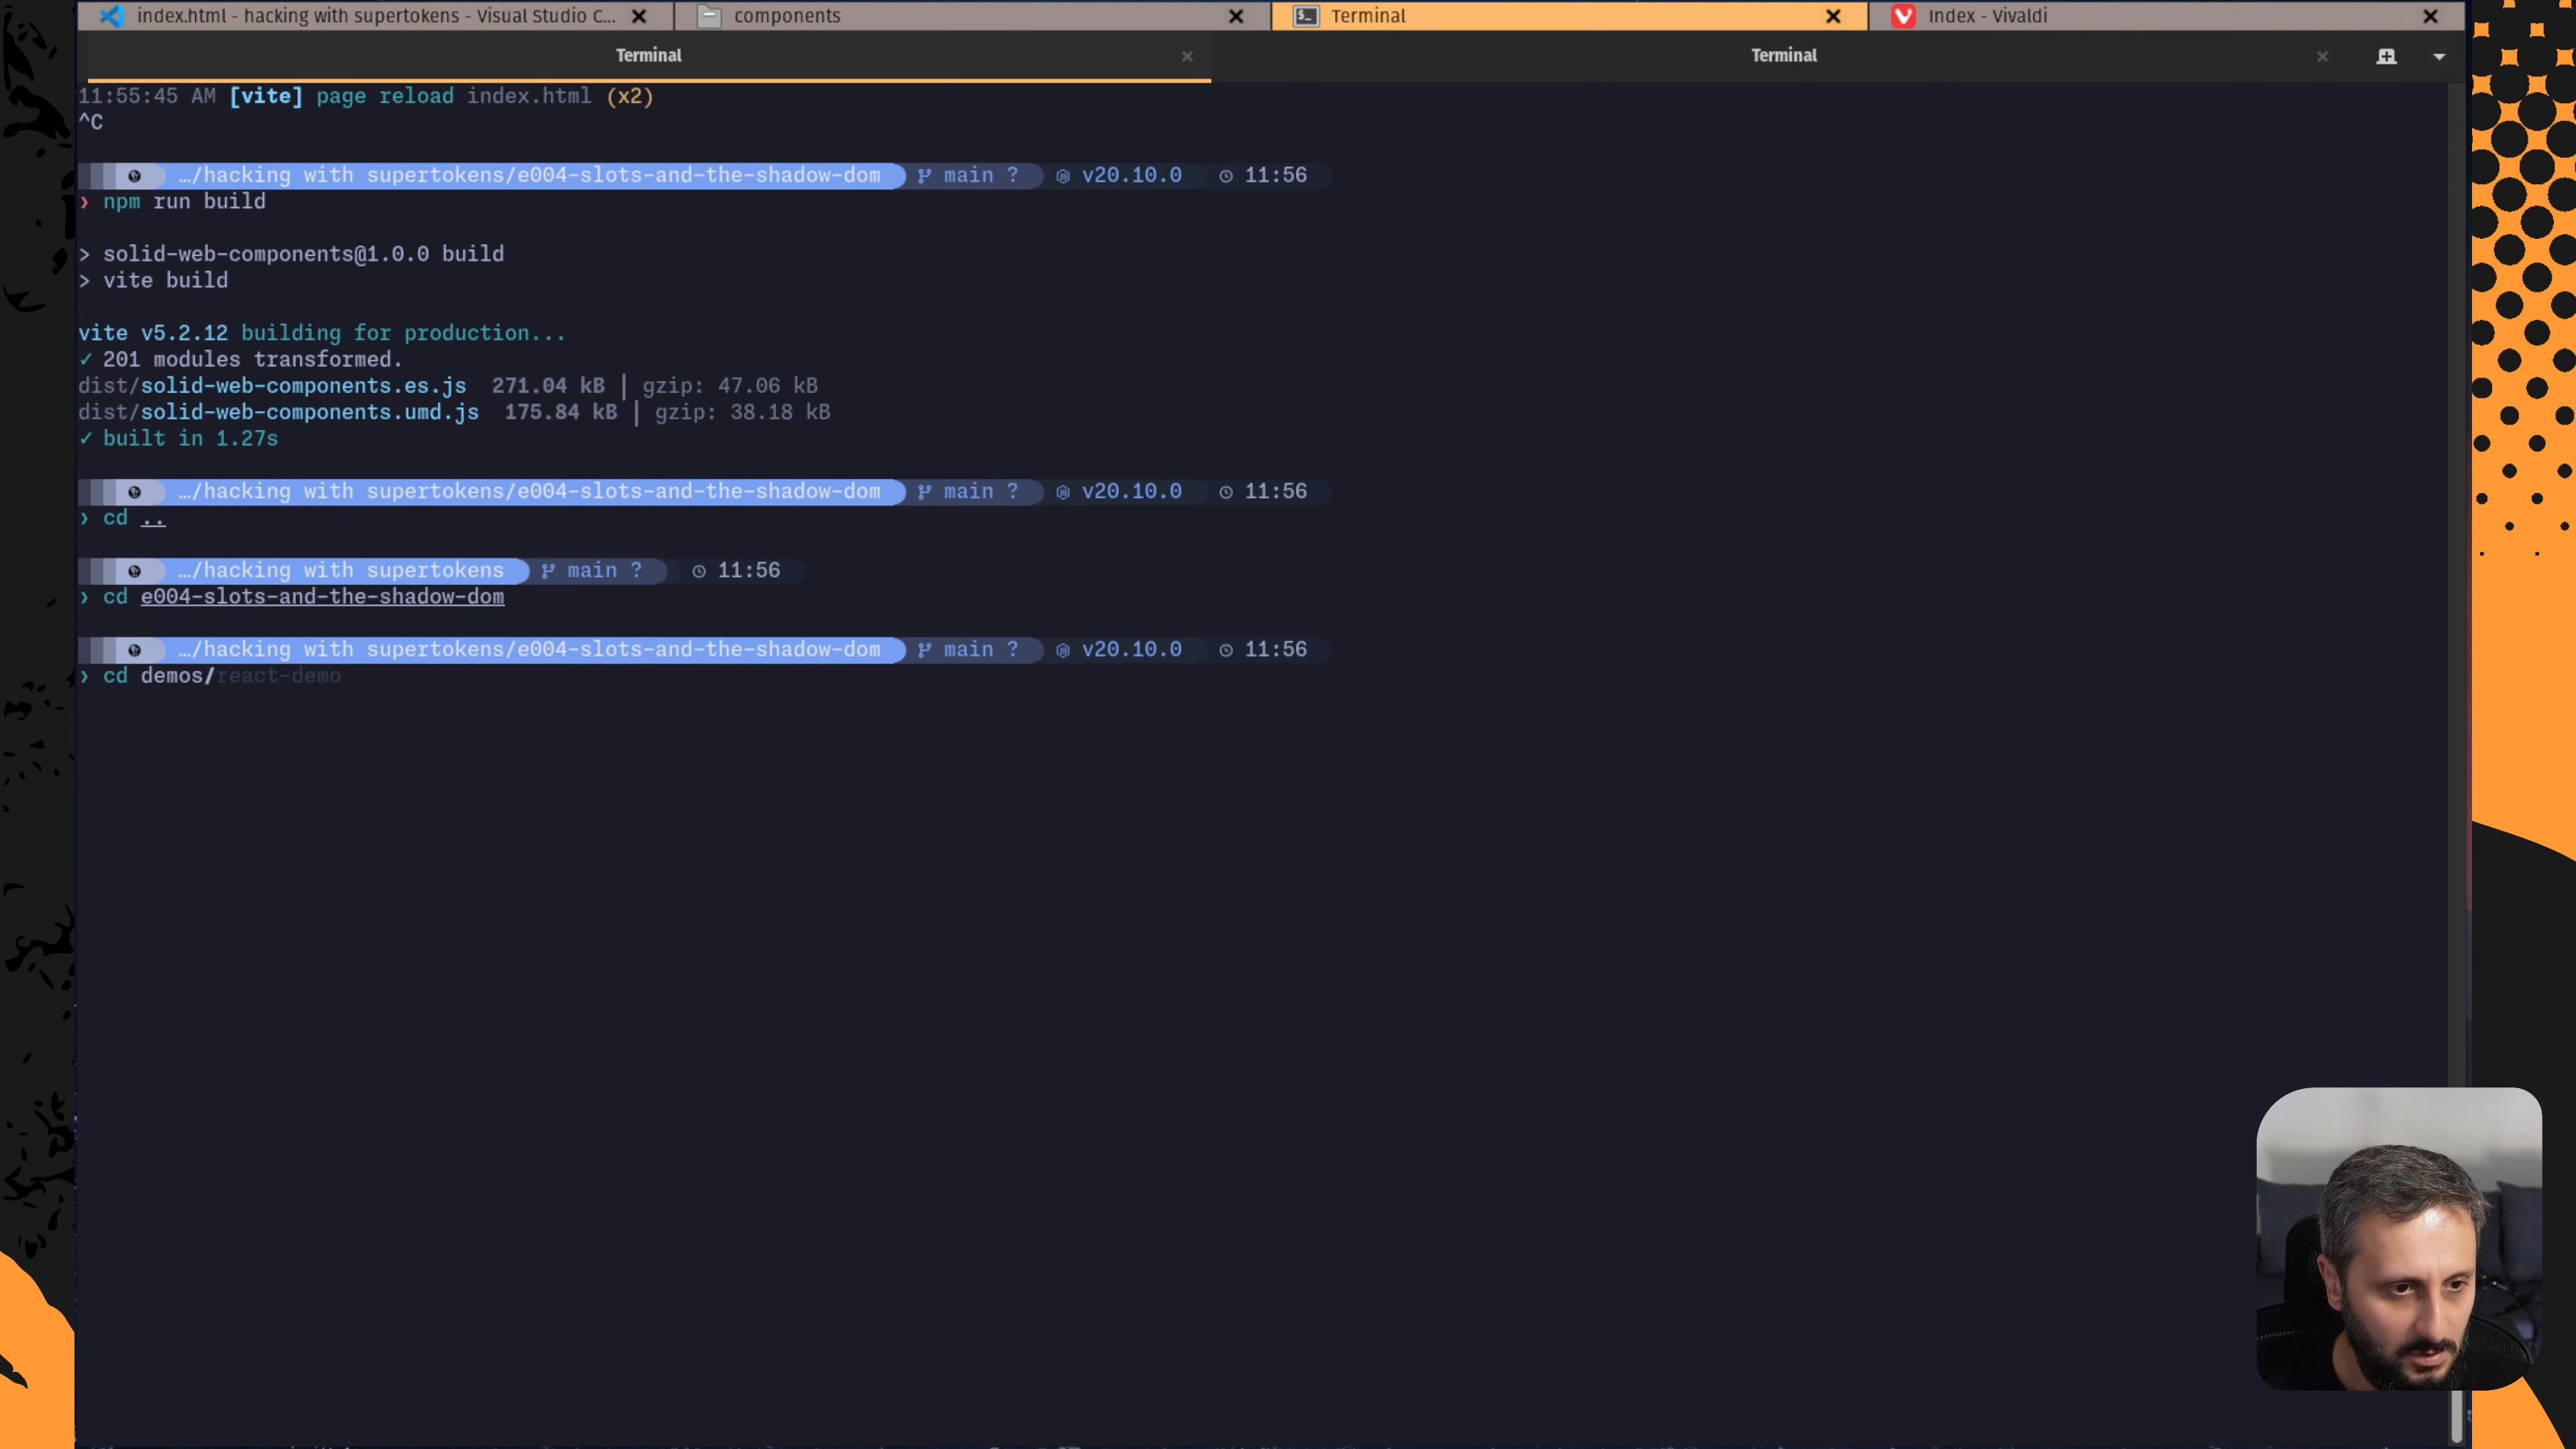 index.html - hacking with supertokens - Visual Studio C...
components
Terminal
Index - Vivaldi
Terminal
Terminal
11:55:45 AM [vite] page reload index.html (x2)
^C
…/hacking with supertokens/e004-slots-and-the-shadow-dom main ? v20.10.0 11:56
❯ npm run build
> solid-web-components@1.0.0 build
> vite build
vite v5.2.12 building for production...
✓ 201 modules transformed.
dist/solid-web-components.es.js 271.04 kB │ gzip: 47.06 kB
dist/solid-web-components.umd.js 175.84 kB │ gzip: 38.18 kB
✓ built in 1.27s
…/hacking with supertokens/e004-slots-and-the-shadow-dom main ? v20.10.0 11:56
❯ cd ..
…/hacking with supertokens main ? 11:56
❯ cd e004-slots-and-the-shadow-dom
…/hacking with supertokens/e004-slots-and-the-shadow-dom main ? v20.10.0 11:56
❯ cd demos/react-demo